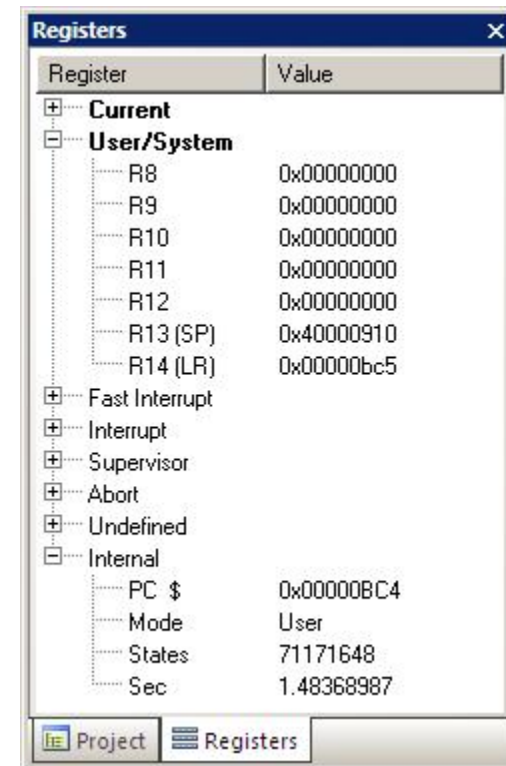 Registers
Register Value
Current
User/System
R8 0x00000000
R9 0x00000000
R10 0x00000000
R11 0x00000000
R12 0x00000000
R13 (SP) 0x40000910
R14 (LR) 0x00000bc5
Fast Interrupt
Interrupt
Supervisor
Abort
Undefined
Internal
PC $ 0x00000BC4
Mode User
States 71171648
Sec 1.48368987
Project Registers